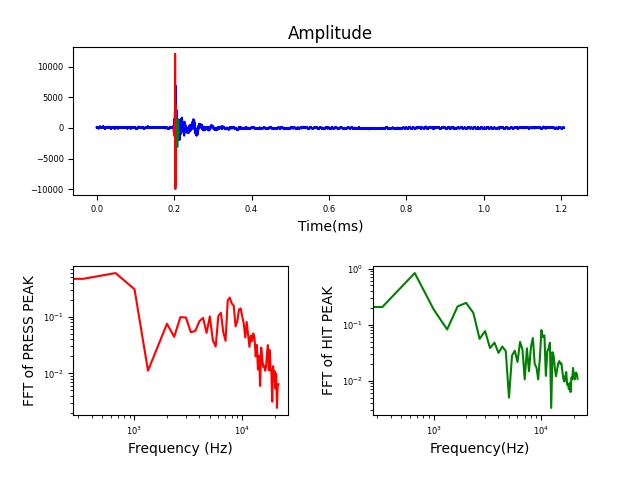 Amplitude
10000
5000
0
−5000
−10000
0.0 0.2 0.4 0.6 0.8 1.0 1.2
Time(ms)
FFT of PRESS PEAK
10⁻¹
10⁻²
10³ 10⁴
Frequency (Hz)
FFT of HIT PEAK
10⁰
10⁻¹
10⁻²
10³ 10⁴
Frequency(Hz)